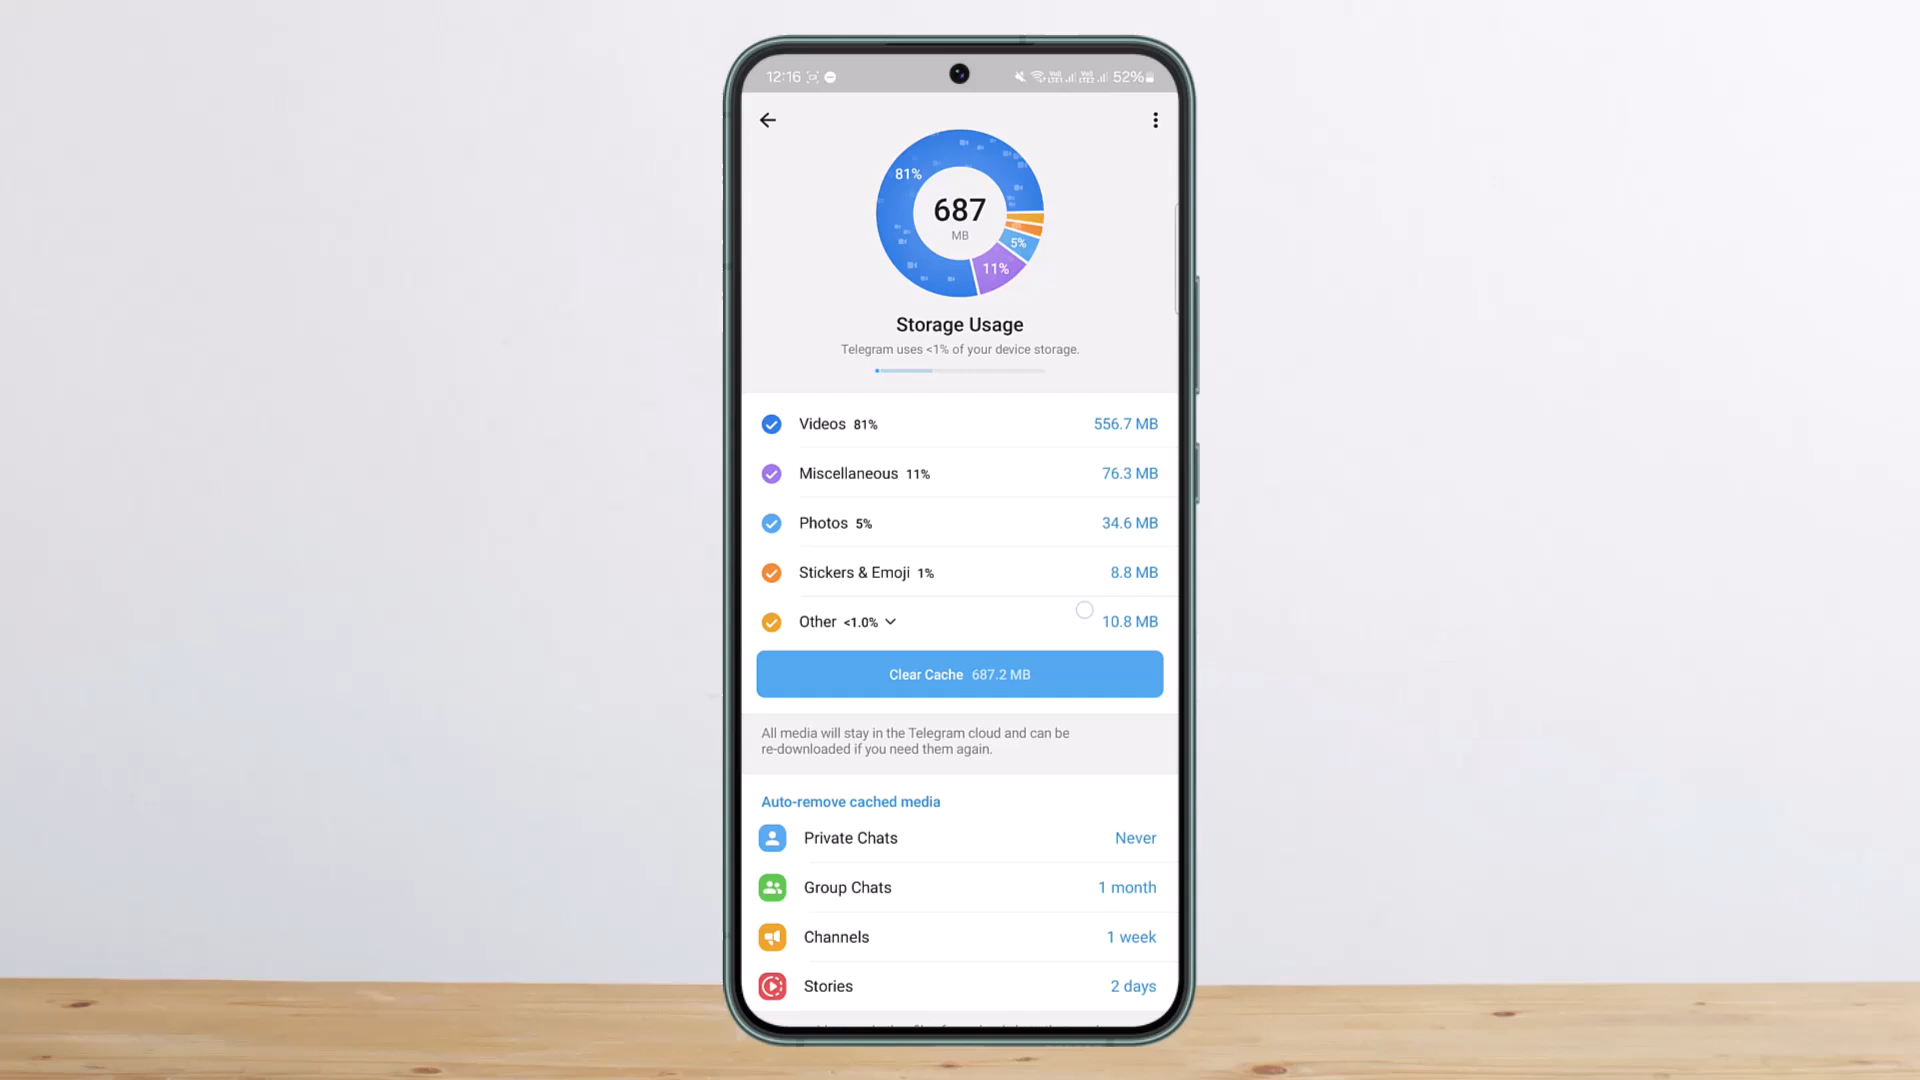 12:16 52%
81%
687
MB
5%
11%
Storage Usage
Telegram uses <1% of your device storage.
Videos 81% 556.7 MB
Miscellaneous 11% 76.3 MB
Photos 5% 34.6 MB
Stickers & Emoji 1% 8.8 MB
Other <1.0% 10.8 MB
Clear Cache 687.2 MB
All media will stay in the Telegram cloud and can be
re-downloaded if you need them again.
Auto-remove cached media
Private Chats Never
Group Chats 1 month
Channels 1 week
Stories 2 days